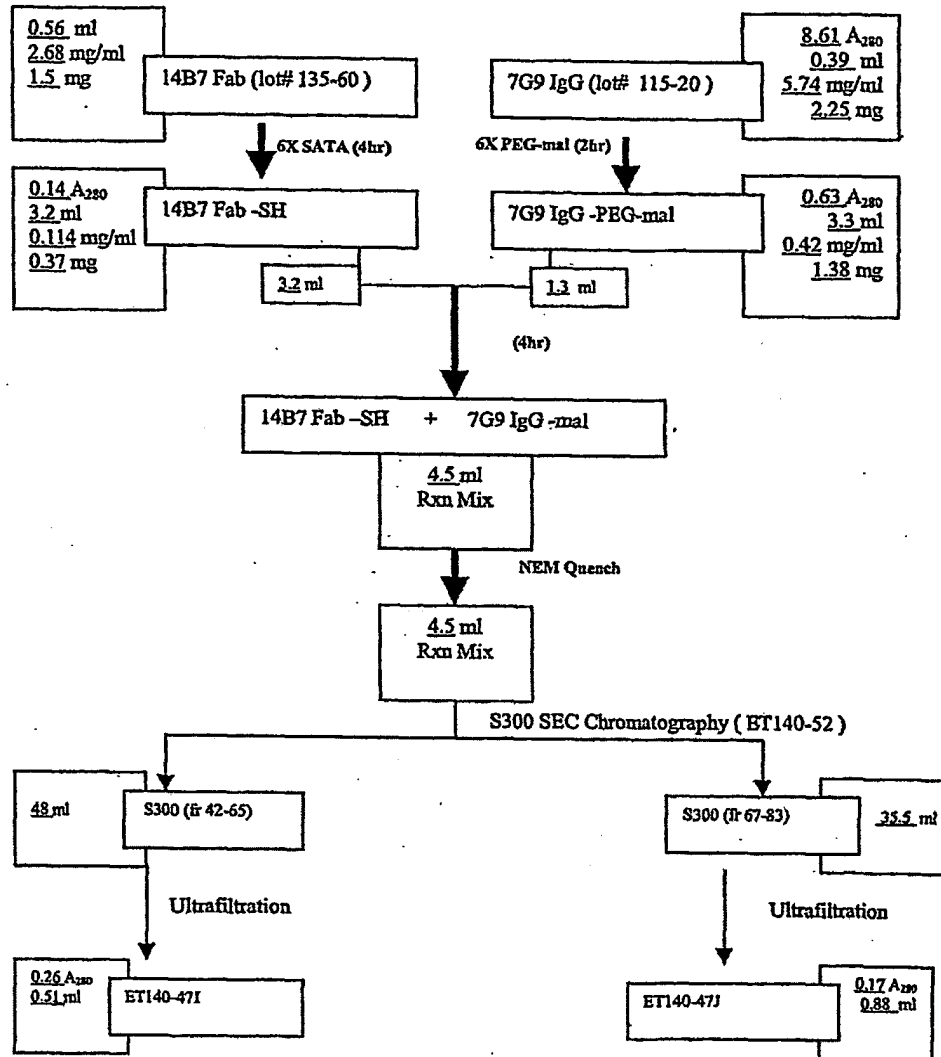 0.56 ml
2.68 mg/ml
1.5 mg
14B7 Fab (lot# 135-60)
7G9 IgG (lot# 115-20 )
8.61 A280
0.39 ml
5.74 mg/ml
2.25 mg
6X SATA (4hr)
6X PEG-mal (2hr)
0.14 A280
3.2 ml
0.114 mg/ml
0.37 mg
14B7 Fab -SH
7G9 IgG -PEG-mal
0.63 A280
3.3 ml
0.42 mg/ml
1.38 mg
3.2 ml
1.3 ml
(4hr)
14B7 Fab –SH + 7G9 IgG -mal
4.5 ml
Rxn Mix
NEM Quench
4.5 ml
Rxn Mix
S300 SEC Chromatography ( ET140-52 )
48 ml
S300 (fr 42-65)
S300 (fr 67-83)
35.5 ml
Ultrafiltration
Ultrafiltration
0.26 A280
0.51 ml
ET140-47I
ET140-47J
0.17 A280
0.88 ml